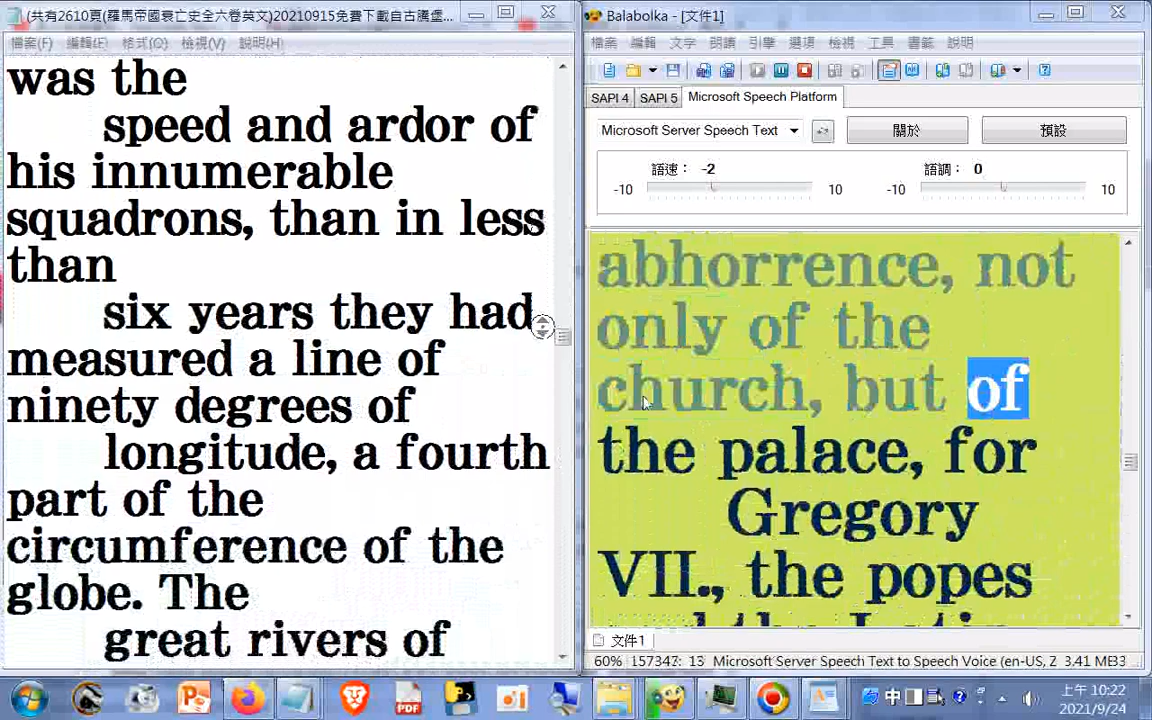 (共有2610頁(羅馬帝國衰亡史全六卷英文)20210915免費下載自古騰堡...
檔案(F) 編輯(E) 格式(O) 檢視(V) 說明(H)
was the
speed and ardor of
his innumerable
squadrons, than in less
than
six years they had
measured a line of
ninety degrees of
longitude, a fourth
part of the
circumference of the
globe. The
great rivers of
Balabolka - [文件1]
檔案 編輯 文字 朗讀 引擎 選項 檢視 工具 書籤 說明
SAPI 4 SAPI 5 Microsoft Speech Platform
Microsoft Server Speech Text 關於 預設
語速： -2 語調： 0
-10 10 -10 10
abhorrence, not
only of the
church, but of
the palace, for
Gregory
VII., the popes
and the Latin
文件1
60% 157347: 13 Microsoft Server Speech Text to Speech Voice (en-US, Z 3.41 MB
中 上午 10:22
2021/9/24